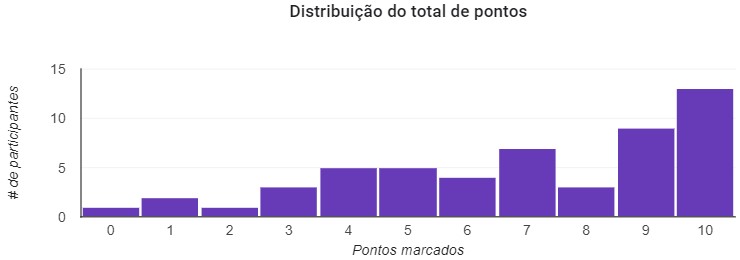 Distribuição do total de pontos
# de participantes
15
10
5
0
0 1 2 3 4 5 6 7 8 9 10
Pontos marcados